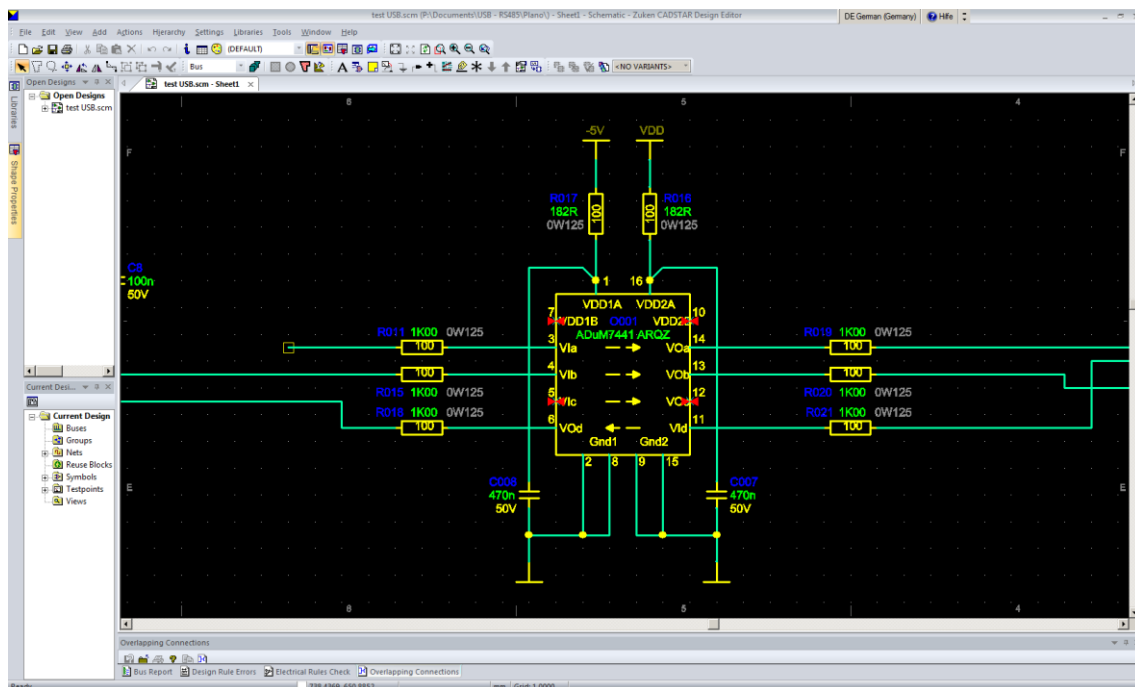 test USB.scm (P:\Documents\USB - RS485\Plano\) - Sheet1 - Schematic - Zuken CADSTAR Design Editor
DE German (Germany) Hilfe
File Edit View Add Actions Hierarchy Settings Libraries Tools Window Help
(DEFAULT)
Bus <NO VARIANTS>
Open Designs
test USB.scm - Sheet1
Open Designs
test USB.scm
Libraries
Shape Properties
Current Desi...
Current Design
Buses
Groups
Nets
Reuse Blocks
Symbols
Testpoints
Views
6 5 4
F F
-5V VDD
R017 R016
182R 100 100 182R
0W125 0W125
C8
100n
50V
1 16
VDD1A VDD2A
7 10
VDD1B O001
ADuM7441 ARQZ
R011 1K00 0W125 3 14 R019 1K00 0W125
100 VIa VOa 100
4 13
100 VIb VOb 100
R015 1K00 0W125 5 12 R020 1K00 0W125
R018 1K00 0W125 6 11 R021 1K00 0W125
100 VOd VId 100
Gnd1 Gnd2
2 8 9 15
E E
C006 C007
470n 470n
50V 50V
6 5 4
Overlapping Connections
Bus Report Design Rule Errors Electrical Rules Check Overlapping Connections
Ready mm Grid: 1.0000